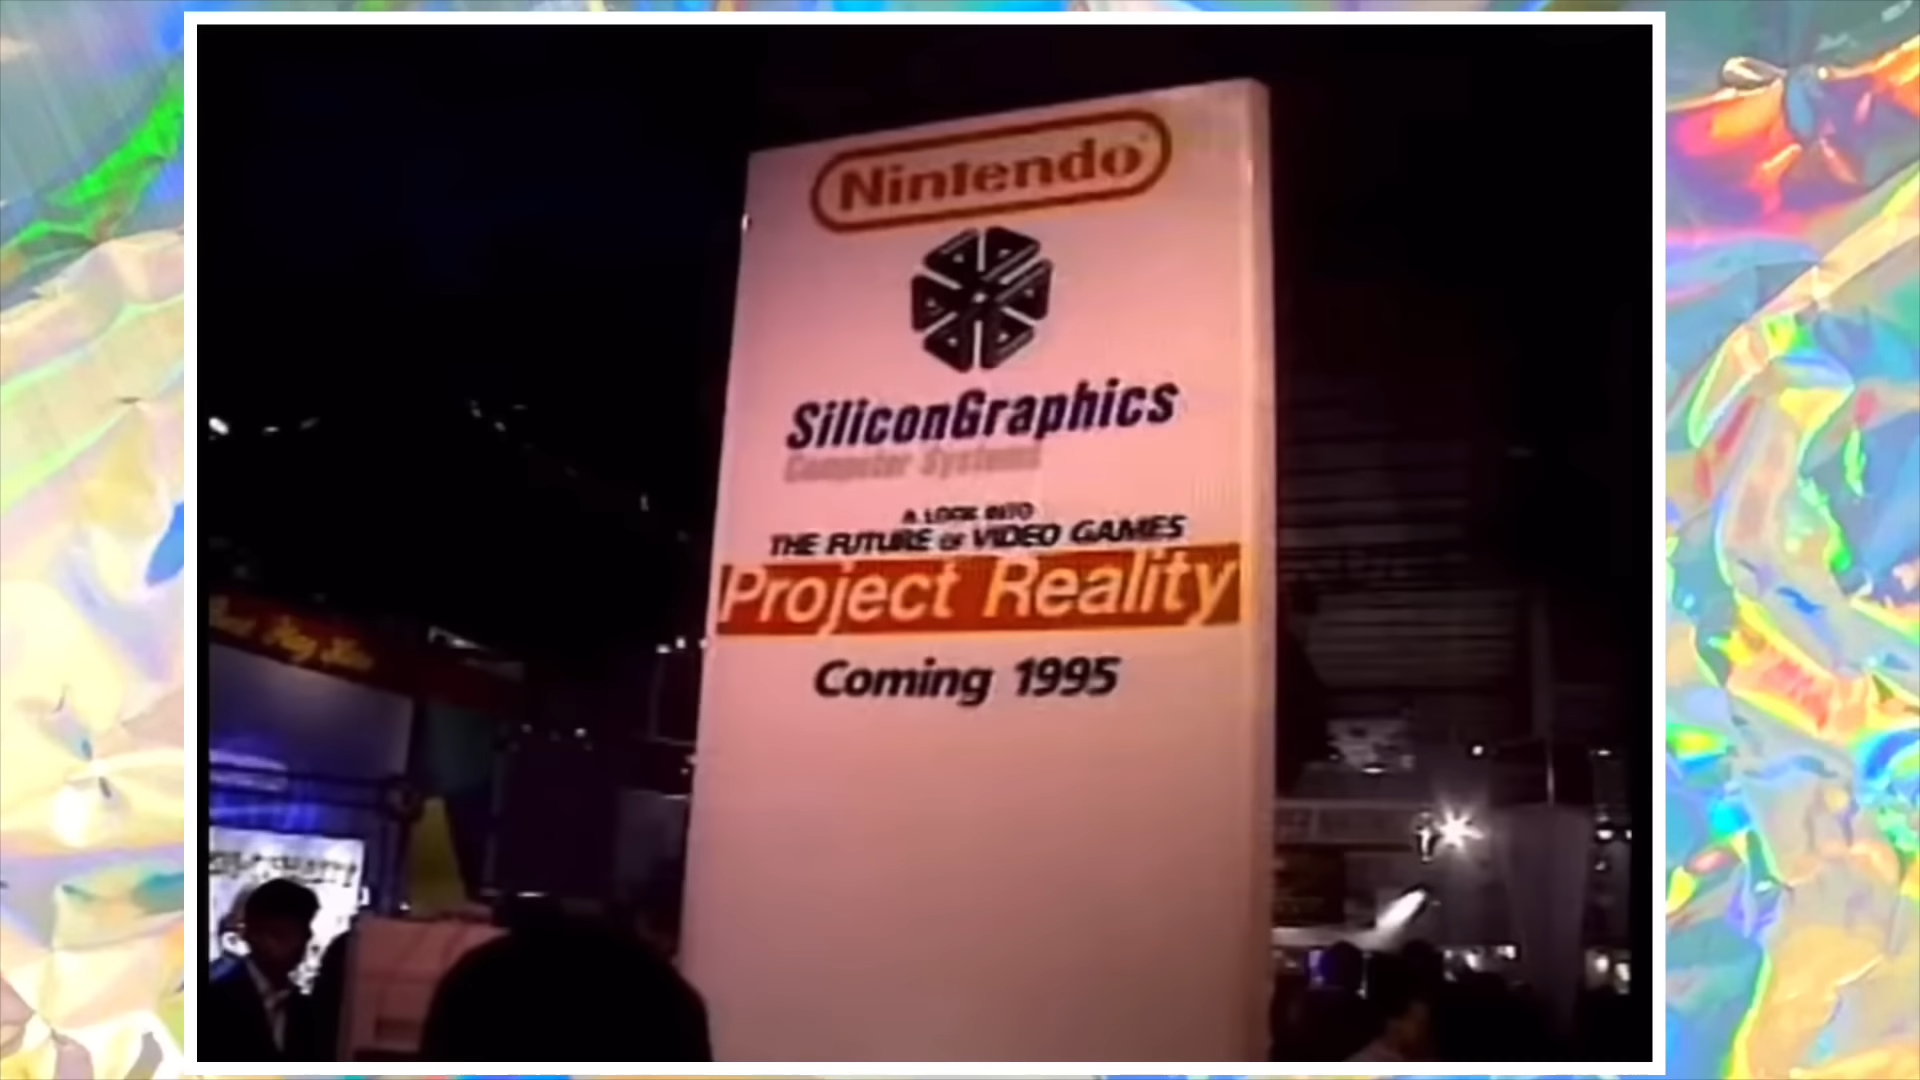 Nintendo
SiliconGraphics
Computer Systems
A LOOK INTO
THE FUTURE OF VIDEO GAMES
Project Reality
Coming 1995